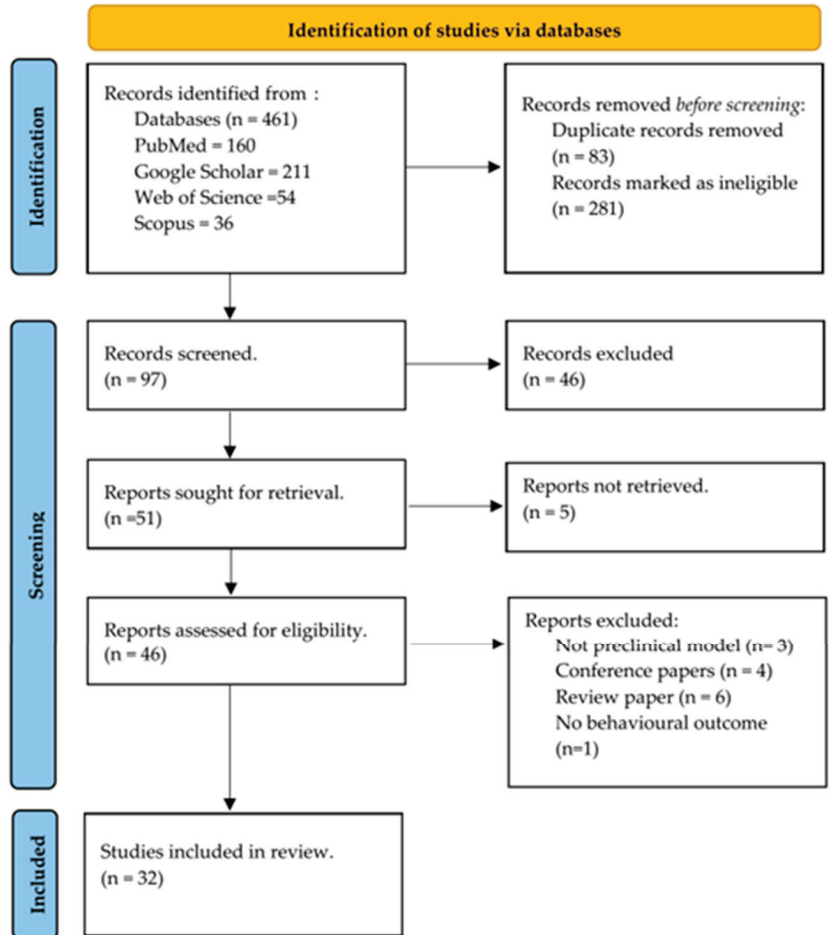 Identification of studies via databases
Identification
Records identified from :
Databases (n = 461)
PubMed = 160
Google Scholar = 211
Web of Science =54
Scopus = 36
Records removed before screening:
Duplicate records removed
(n = 83)
Records marked as ineligible
(n = 281)
Screening
Records screened.
(n = 97)
Records excluded
(n = 46)
Reports sought for retrieval.
(n =51)
Reports not retrieved.
(n = 5)
Reports assessed for eligibility.
(n = 46)
Reports excluded:
Not preclinical model (n= 3)
Conference papers (n = 4)
Review paper (n = 6)
No behavioural outcome
(n=1)
Included
Studies included in review.
(n = 32)